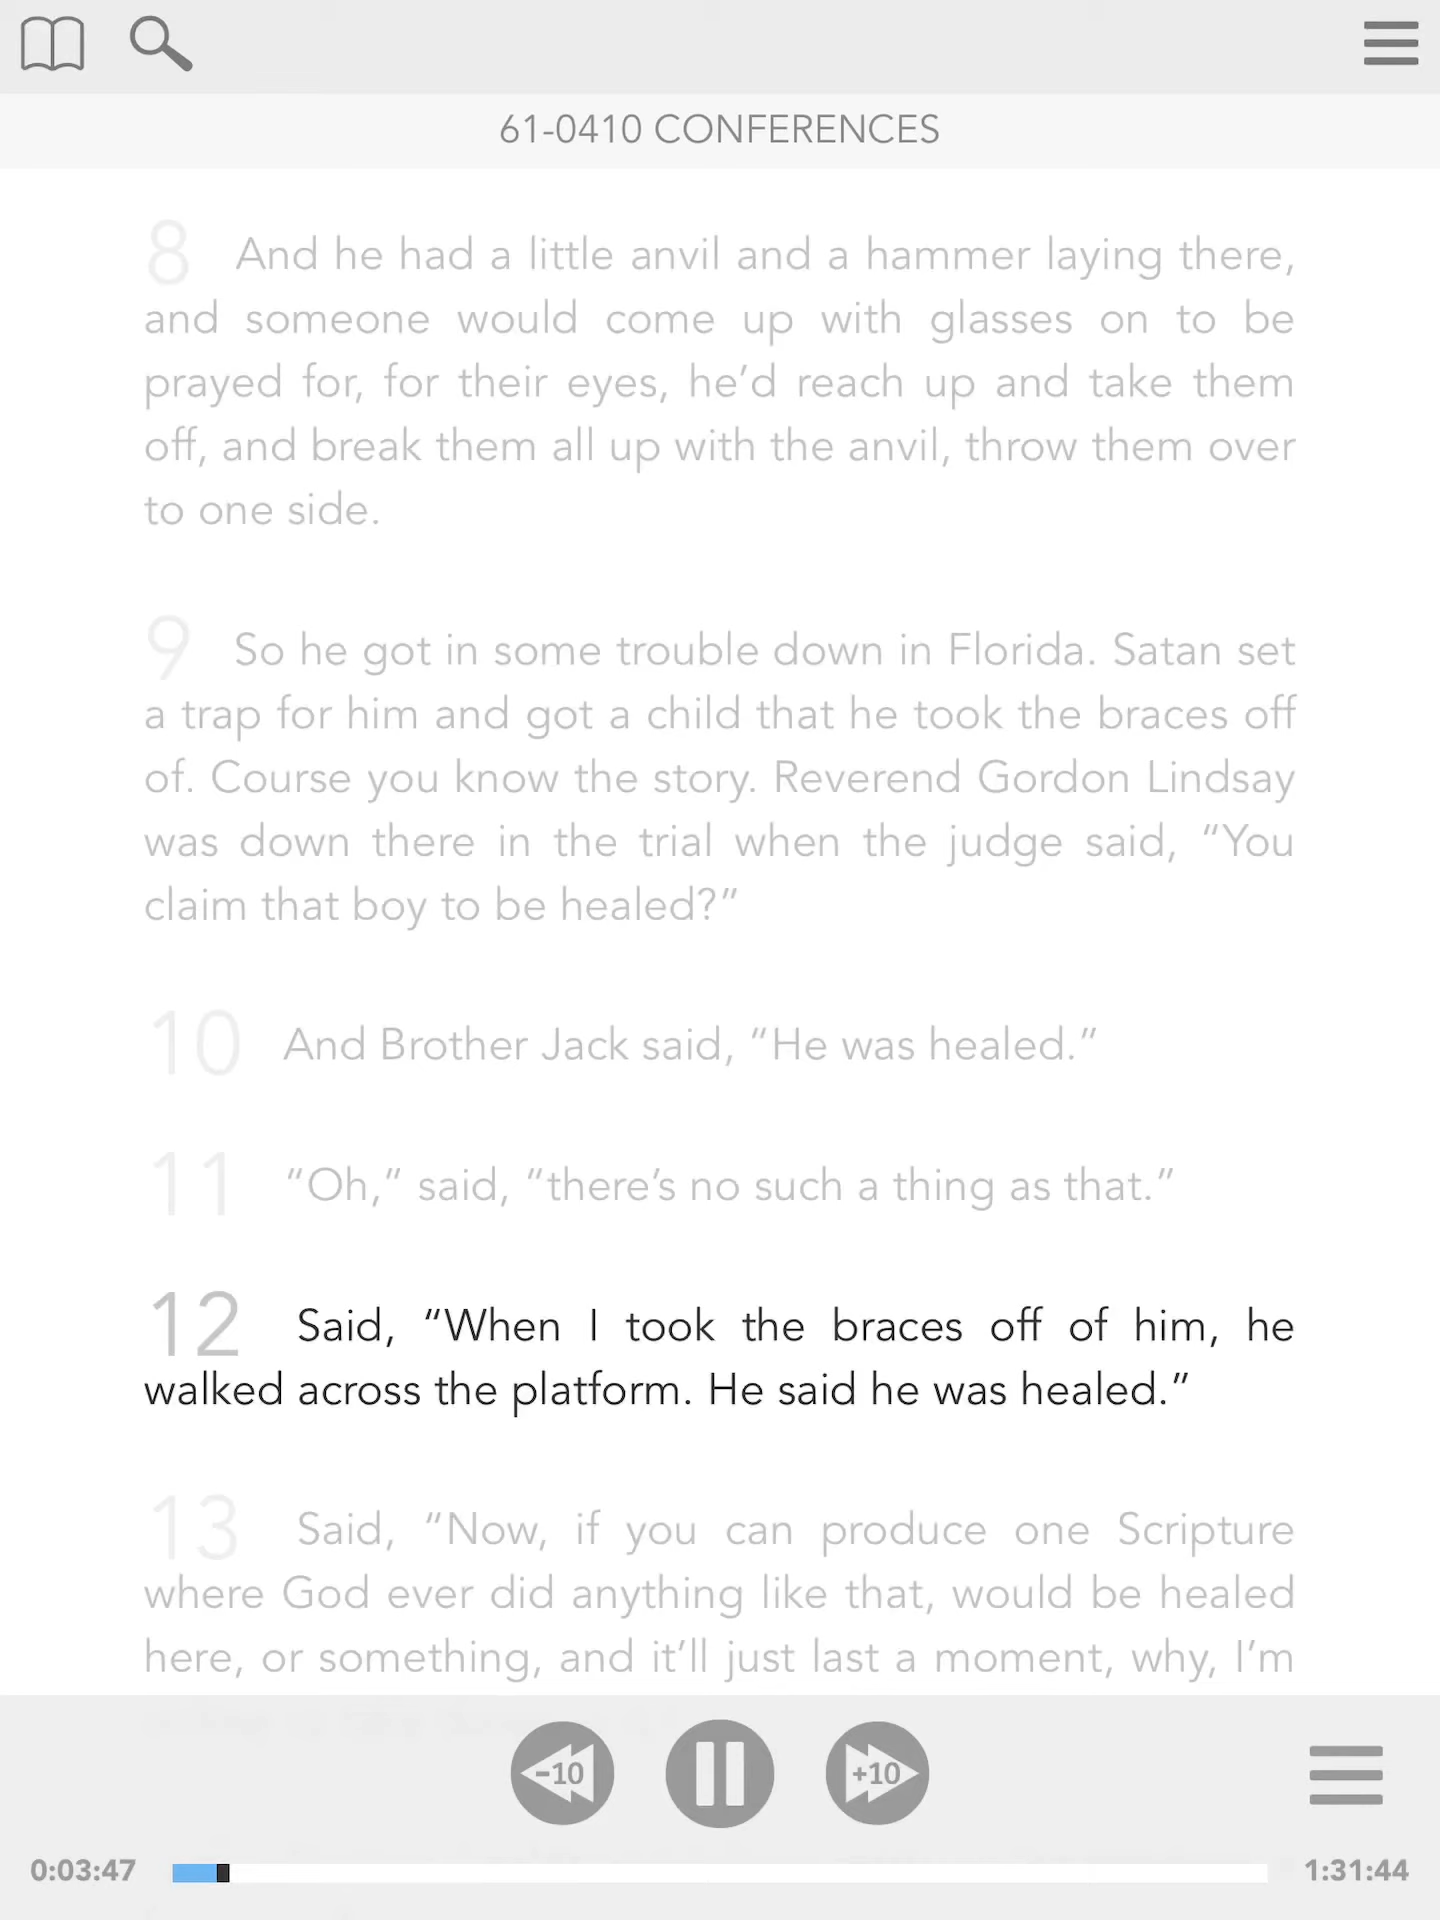 61-0410 CONFERENCES
8 And he had a little anvil and a hammer laying there,
and someone would come up with glasses on to be
prayed for, for their eyes, he’d reach up and take them
off, and break them all up with the anvil, throw them over
to one side.
9 So he got in some trouble down in Florida. Satan set
a trap for him and got a child that he took the braces off
of. Course you know the story. Reverend Gordon Lindsay
was down there in the trial when the judge said, “You
claim that boy to be healed?”
10 And Brother Jack said, “He was healed.”
11 “Oh,” said, “there’s no such a thing as that.”
12 Said, “When I took the braces off of him, he
walked across the platform. He said he was healed.”
13 Said, “Now, if you can produce one Scripture
where God ever did anything like that, would be healed
here, or something, and it’ll just last a moment, why, I’m
-10
+10
0:03:47
1:31:44